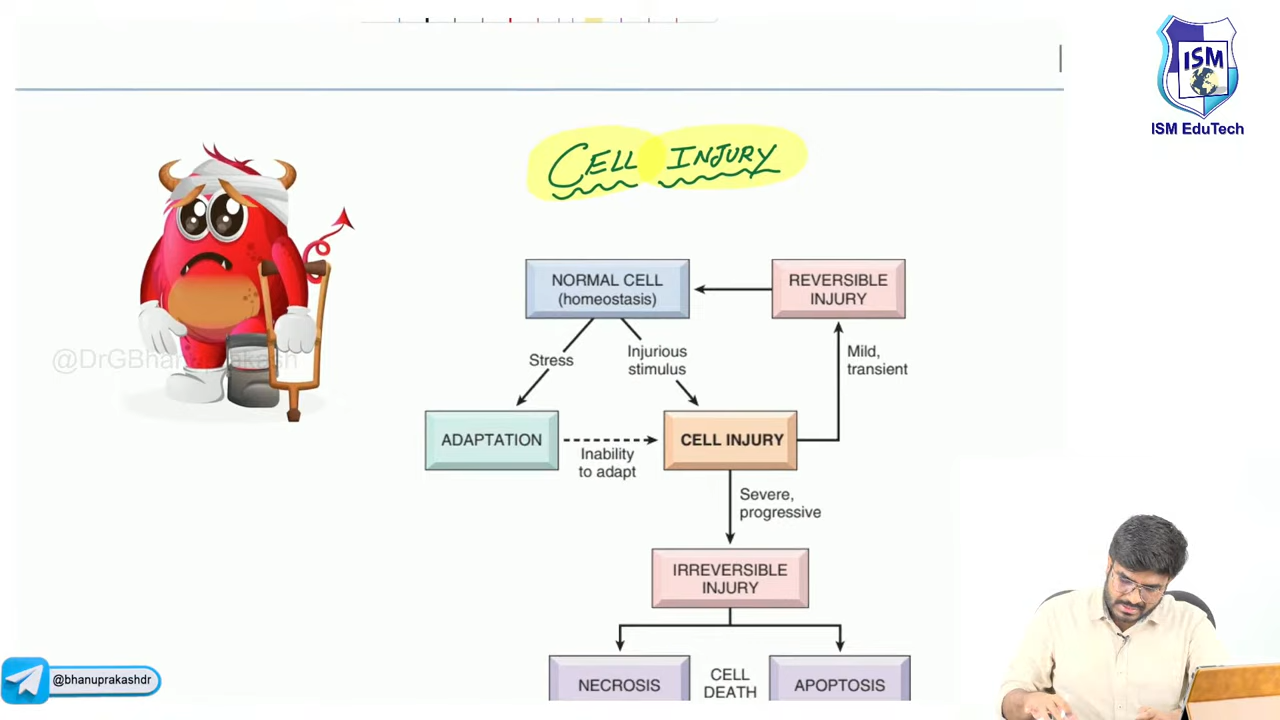 ISM
ISM EduTech
CELL INJURY
NORMAL CELL
(homeostasis)
REVERSIBLE
INJURY
Stress
Injurious
stimulus
Mild,
transient
@DrGBhanuprakash
ADAPTATION
Inability
to adapt
CELL INJURY
Severe,
progressive
IRREVERSIBLE
INJURY
NECROSIS
CELL
DEATH
APOPTOSIS
@bhanuprakashdr